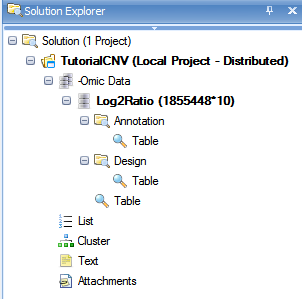 Solution Explorer
Solution (1 Project)
TutorialCNV (Local Project - Distributed)
-Omic Data
Log2Ratio (1855448*10)
Annotation
Table
Design
Table
Table
List
Cluster
Text
Attachments